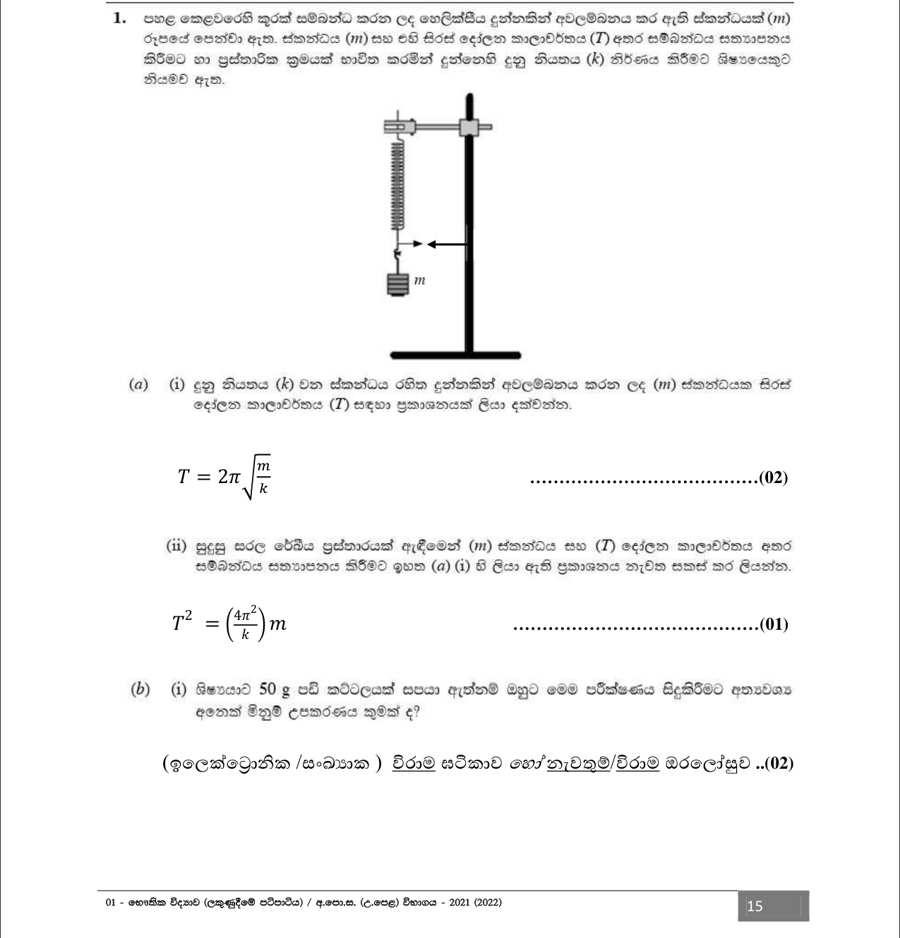 1. පහළ කෙළවරෙහි කූරක් සම්බන්ධ කරන ලද හෙලික්සීය දුන්නකින් අවලම්බනය කර ඇති ස්කන්ධයක් (m)
රූපයේ පෙන්වා ඇත. ස්කන්ධය (m) සහ එහි සිරස් දෝලන කාලාවර්තය (T) අතර සම්බන්ධය සත්‍යාපනය
කිරීමට හා ප්‍රස්තාරික ක්‍රමයක් භාවිත කරමින් දුන්නෙහි දුනු නියතය (k) නිර්ණය කිරීමට ශිෂ්‍යයෙකුට
නියමව ඇත.
m
(a) (i) දුනු නියතය (k) වන ස්කන්ධය රහිත දුන්නකින් අවලම්බනය කරන ලද (m) ස්කන්ධයක සිරස්
දෝලන කාලාවර්තය (T) සඳහා ප්‍රකාශනයක් ලියා දක්වන්න.
T = 2π√(m/k) .......................................(02)
(ii) සුදුසු සරල රේඛීය ප්‍රස්තාරයක් ඇඳීමෙන් (m) ස්කන්ධය සහ (T) දෝලන කාලාවර්තය අතර
සම්බන්ධය සත්‍යාපනය කිරීමට ඉහත (a) (i) හි ලියා ඇති ප්‍රකාශනය නැවත සකස් කර ලියන්න.
T² = (4π²/k) m ..........................................(01)
(b) (i) ශිෂ්‍යයාට 50 g පඩි කට්ටලයක් සපයා ඇත්නම් ඔහුට මෙම පරීක්ෂණය සිදුකිරීමට අත්‍යවශ්‍ය
අනෙක් මිනුම් උපකරණය කුමක් ද?
(ඉලෙක්ට්‍රොනික /සංඛ්‍යාක ) විරාම ඝටිකාව හෝ නැවතුම්/විරාම ඔරලෝසුව ..(02)
01 - භෞතික විද්‍යාව (ලකුණුදීමේ පටිපාටිය) / අ.පො.ස. (උ.පෙළ) විභාගය - 2021 (2022) 15